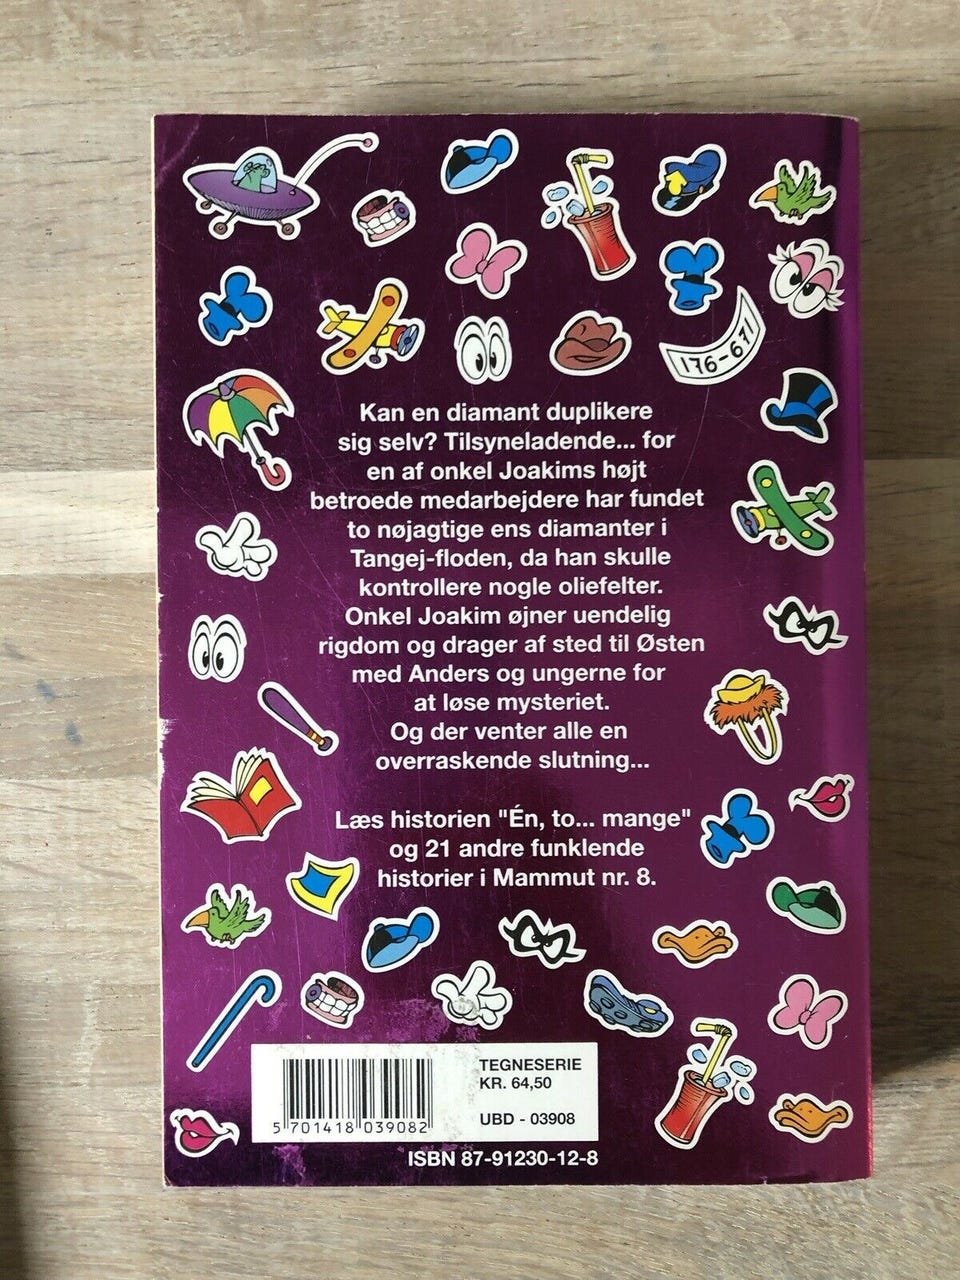 176-671
Kan en diamant duplikere
sig selv? Tilsyneladende... for
en af onkel Joakims højt
betroede medarbejdere har fundet
to nøjagtige ens diamanter i
Tangej-floden, da han skulle
kontrollere nogle oliefelter.
Onkel Joakim øjner uendelig
rigdom og drager af sted til Østen
med Anders og ungerne for
at løse mysteriet.
Og der venter alle en
overraskende slutning...
Læs historien "Én, to... mange"
og 21 andre funklende
historier i Mammut nr. 8.
TEGNESERIE
KR. 64,50
UBD - 03908
5 701418 039082
ISBN 87-91230-12-8